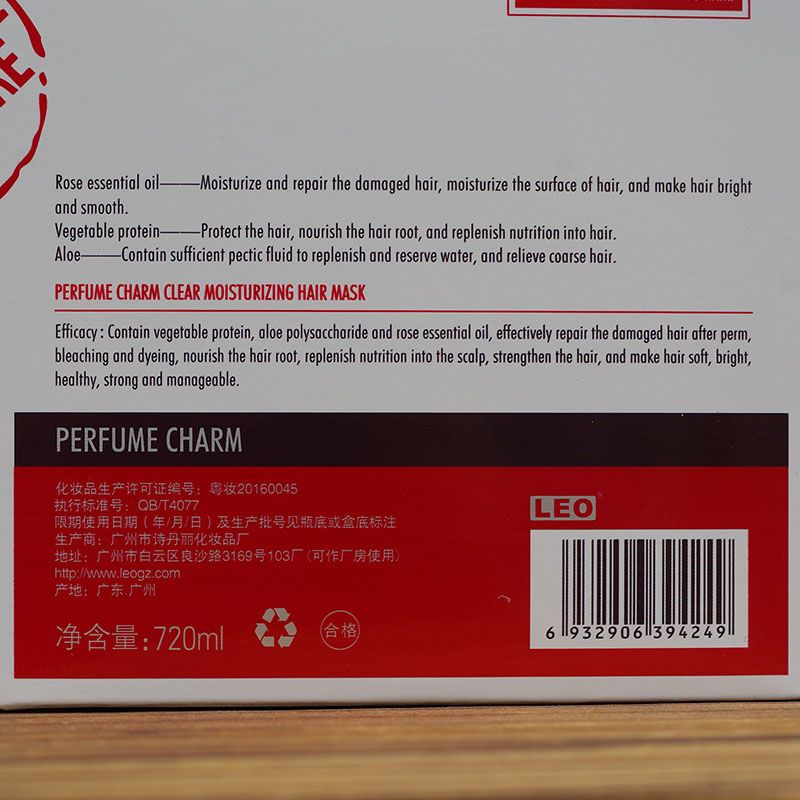 Rose essential oil———Moisturize and repair the damaged hair, moisturize the surface of hair, and make hair bright
and smooth.
Vegetable protein———Protect the hair, nourish the hair root, and replenish nutrition into hair.
Aloe———Contain sufficient pectic fluid to replenish and reserve water, and relieve coarse hair.
PERFUME CHARM CLEAR MOISTURIZING HAIR MASK
Efficacy : Contain vegetable protein, aloe polysaccharide and rose essential oil, effectively repair the damaged hair after perm,
bleaching and dyeing, nourish the hair root, replenish nutrition into the scalp, strengthen the hair, and make hair soft, bright,
healthy, strong and manageable.
PERFUME CHARM
化妆品生产许可证编号：粤妆20160045
执行标准号：QB/T4077
限期使用日期（年/月/日）及生产批号见瓶底或盒底标注
生产商：广州市诗丹丽化妆品厂
地址：广州市白云区良沙路3169号103厂(可作厂房使用)
http://www.leogz.com
产地：广东.广州
净含量:720ml
合格
LEO®
6 932906 394249